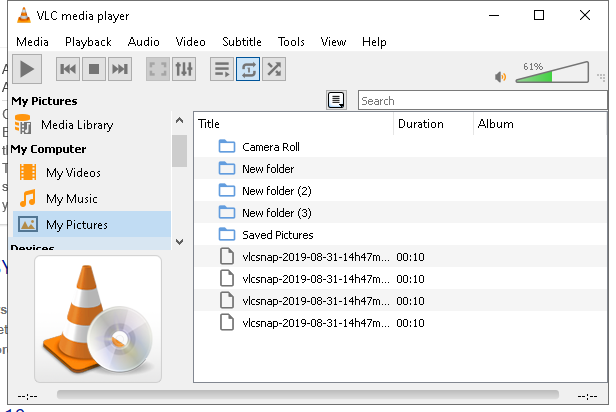 VLC media player
Media Playback Audio Video Subtitle Tools View Help
61%
My Pictures
Media Library
My Computer
My Videos
My Music
My Pictures
Devices
Search
Title Duration Album
Camera Roll
New folder
New folder (2)
New folder (3)
Saved Pictures
vlcsnap-2019-08-31-14h47m... 00:10
vlcsnap-2019-08-31-14h47m... 00:10
vlcsnap-2019-08-31-14h47m... 00:10
vlcsnap-2019-08-31-14h47m... 00:10
--:-- --:--